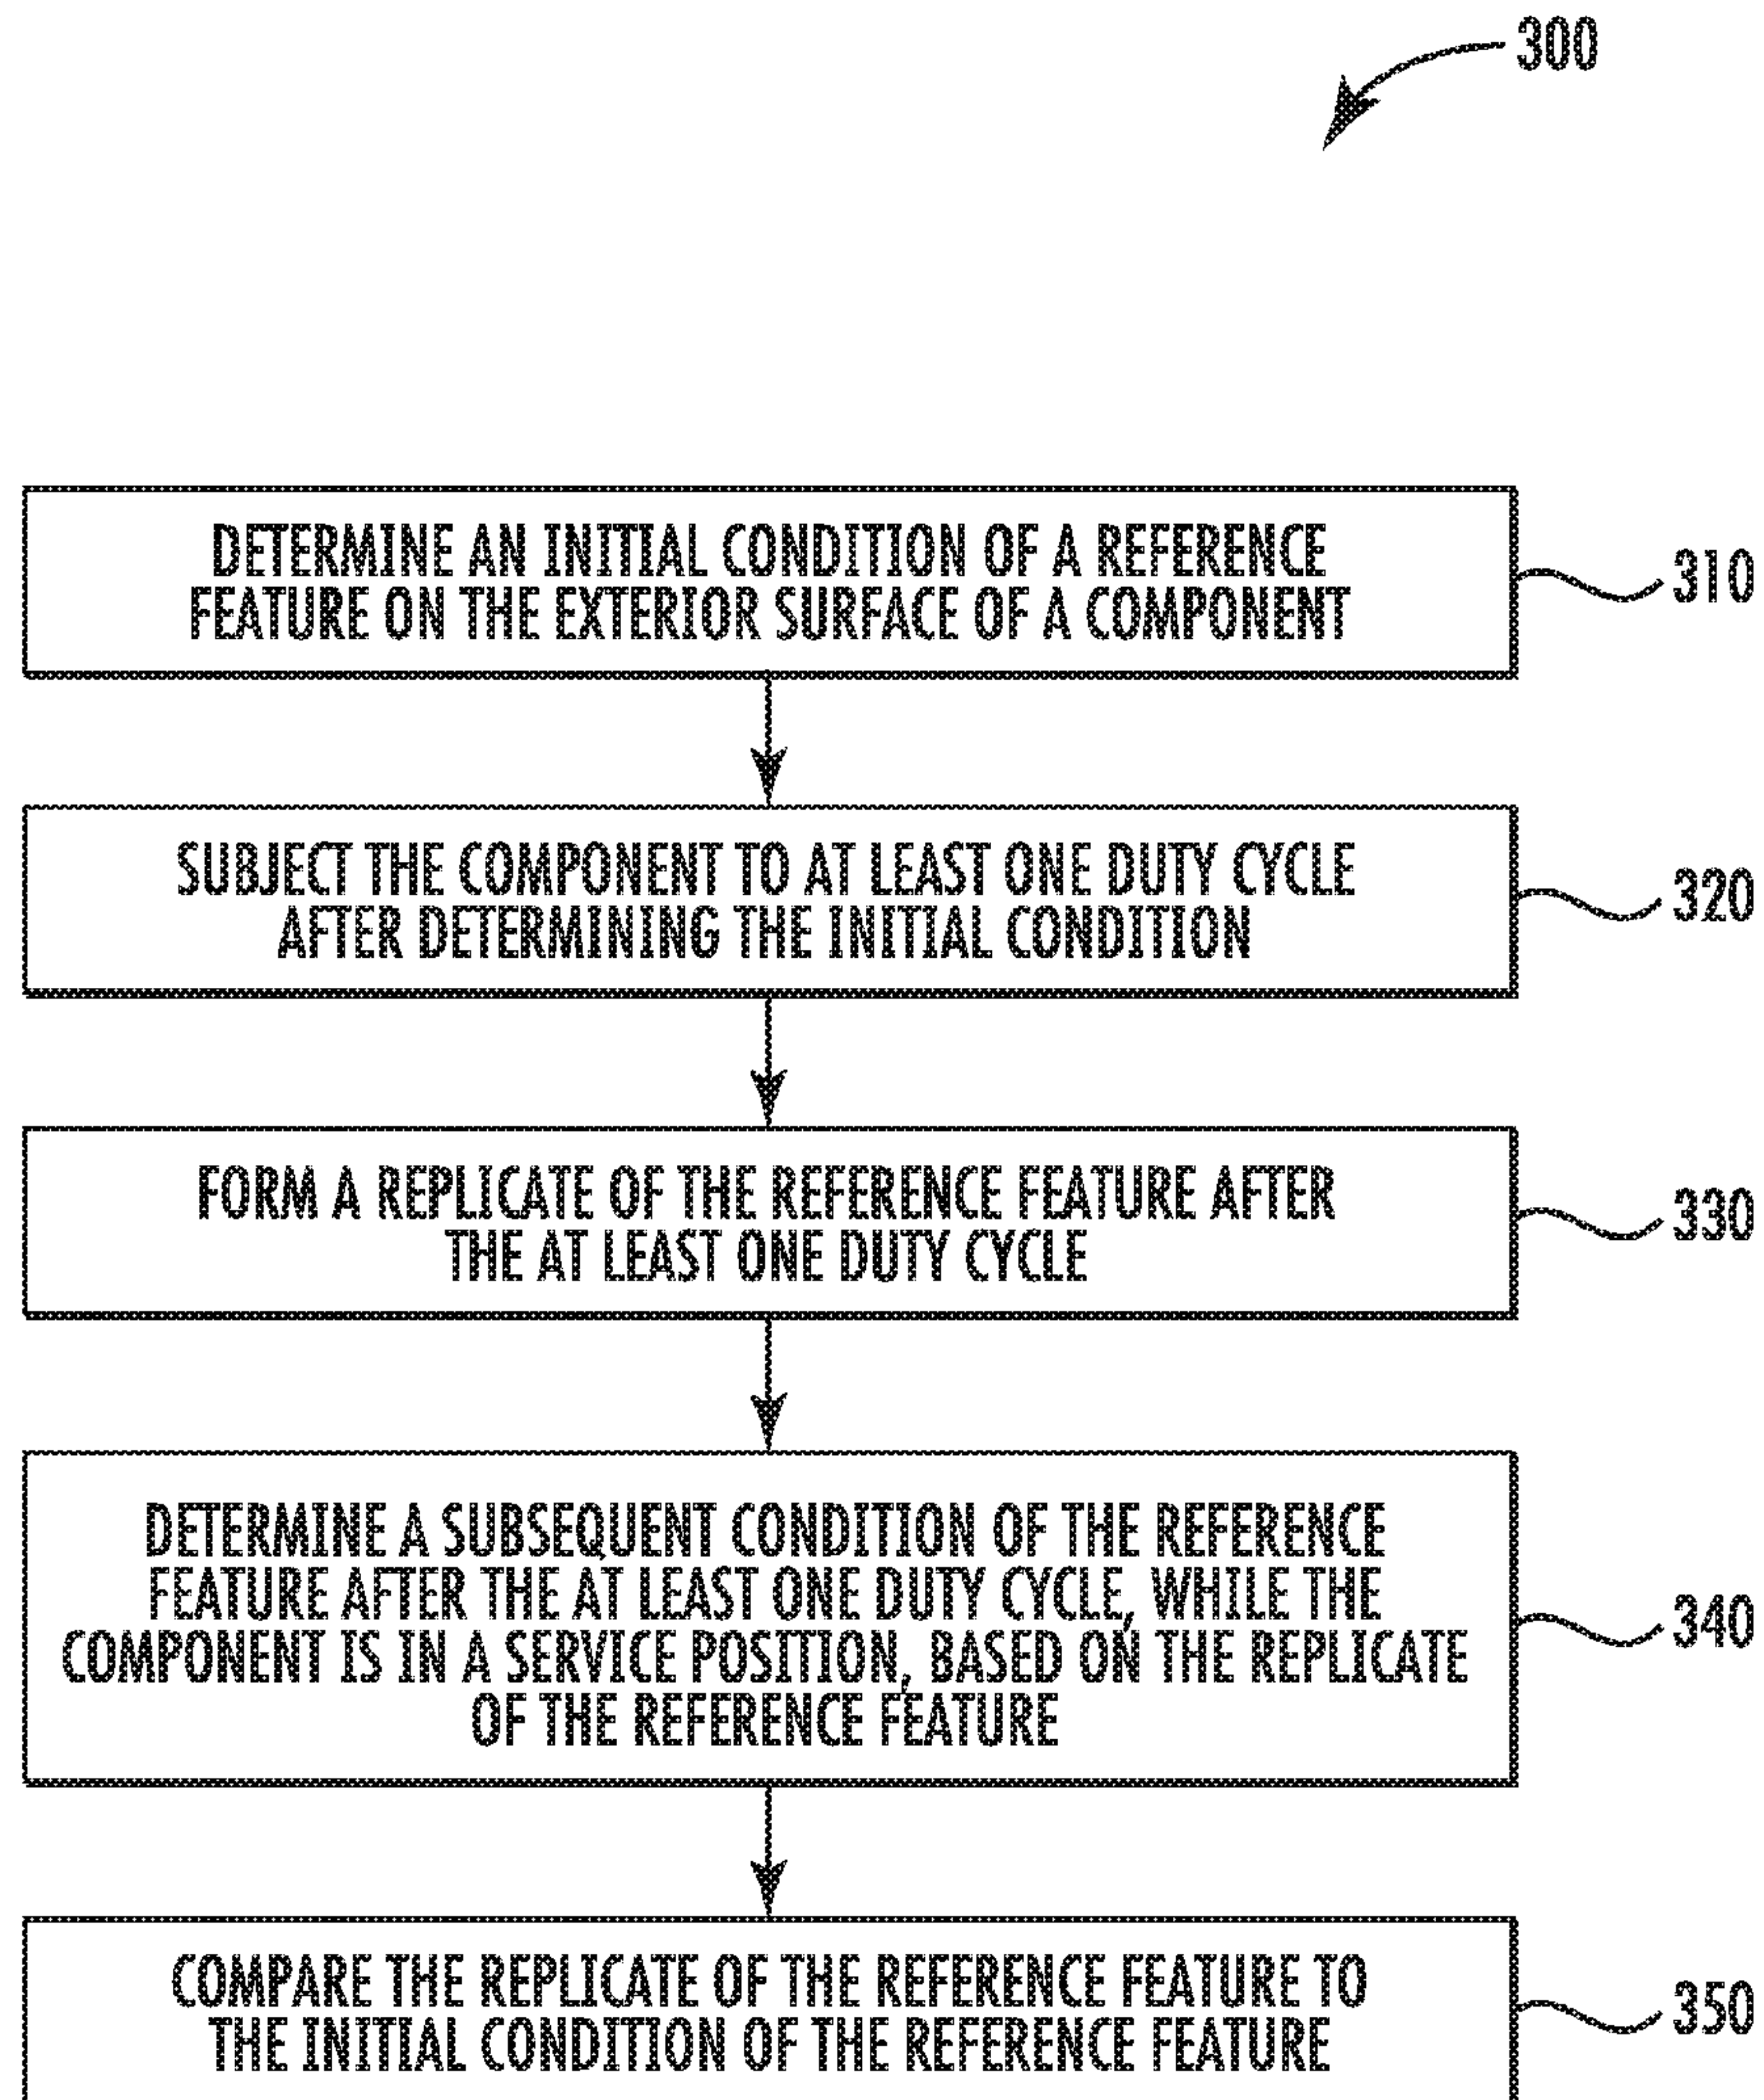 300
DETERMINE AN INITIAL CONDITION OF A REFERENCE
FEATURE ON THE EXTERIOR SURFACE OF A COMPONENT
310
SUBJECT THE COMPONENT TO AT LEAST ONE DUTY CYCLE
AFTER DETERMINING THE INITIAL CONDITION
320
FORM A REPLICATE OF THE REFERENCE FEATURE AFTER
THE AT LEAST ONE DUTY CYCLE
330
DETERMINE A SUBSEQUENT CONDITION OF THE REFERENCE
FEATURE AFTER THE AT LEAST ONE DUTY CYCLE, WHILE THE
COMPONENT IS IN A SERVICE POSITION, BASED ON THE REPLICATE
OF THE REFERENCE FEATURE
340
COMPARE THE REPLICATE OF THE REFERENCE FEATURE TO
THE INITIAL CONDITION OF THE REFERENCE FEATURE
350